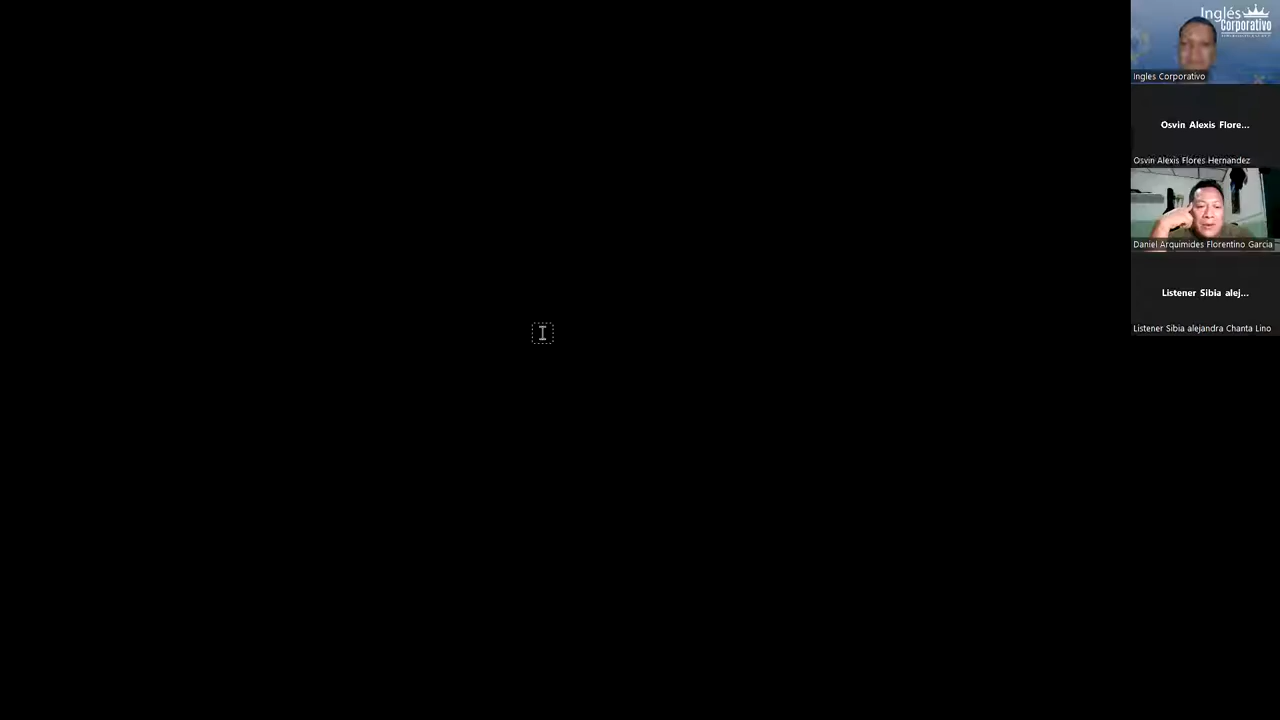 Inglés
Corporativo
Ingles Corporativo
Osvin Alexis Flore...
Osvin Alexis Flores Hernandez
Daniel Arquimides Florentino Garcia
Listener Sibia alej...
Listener Sibia alejandra Chanta Lino